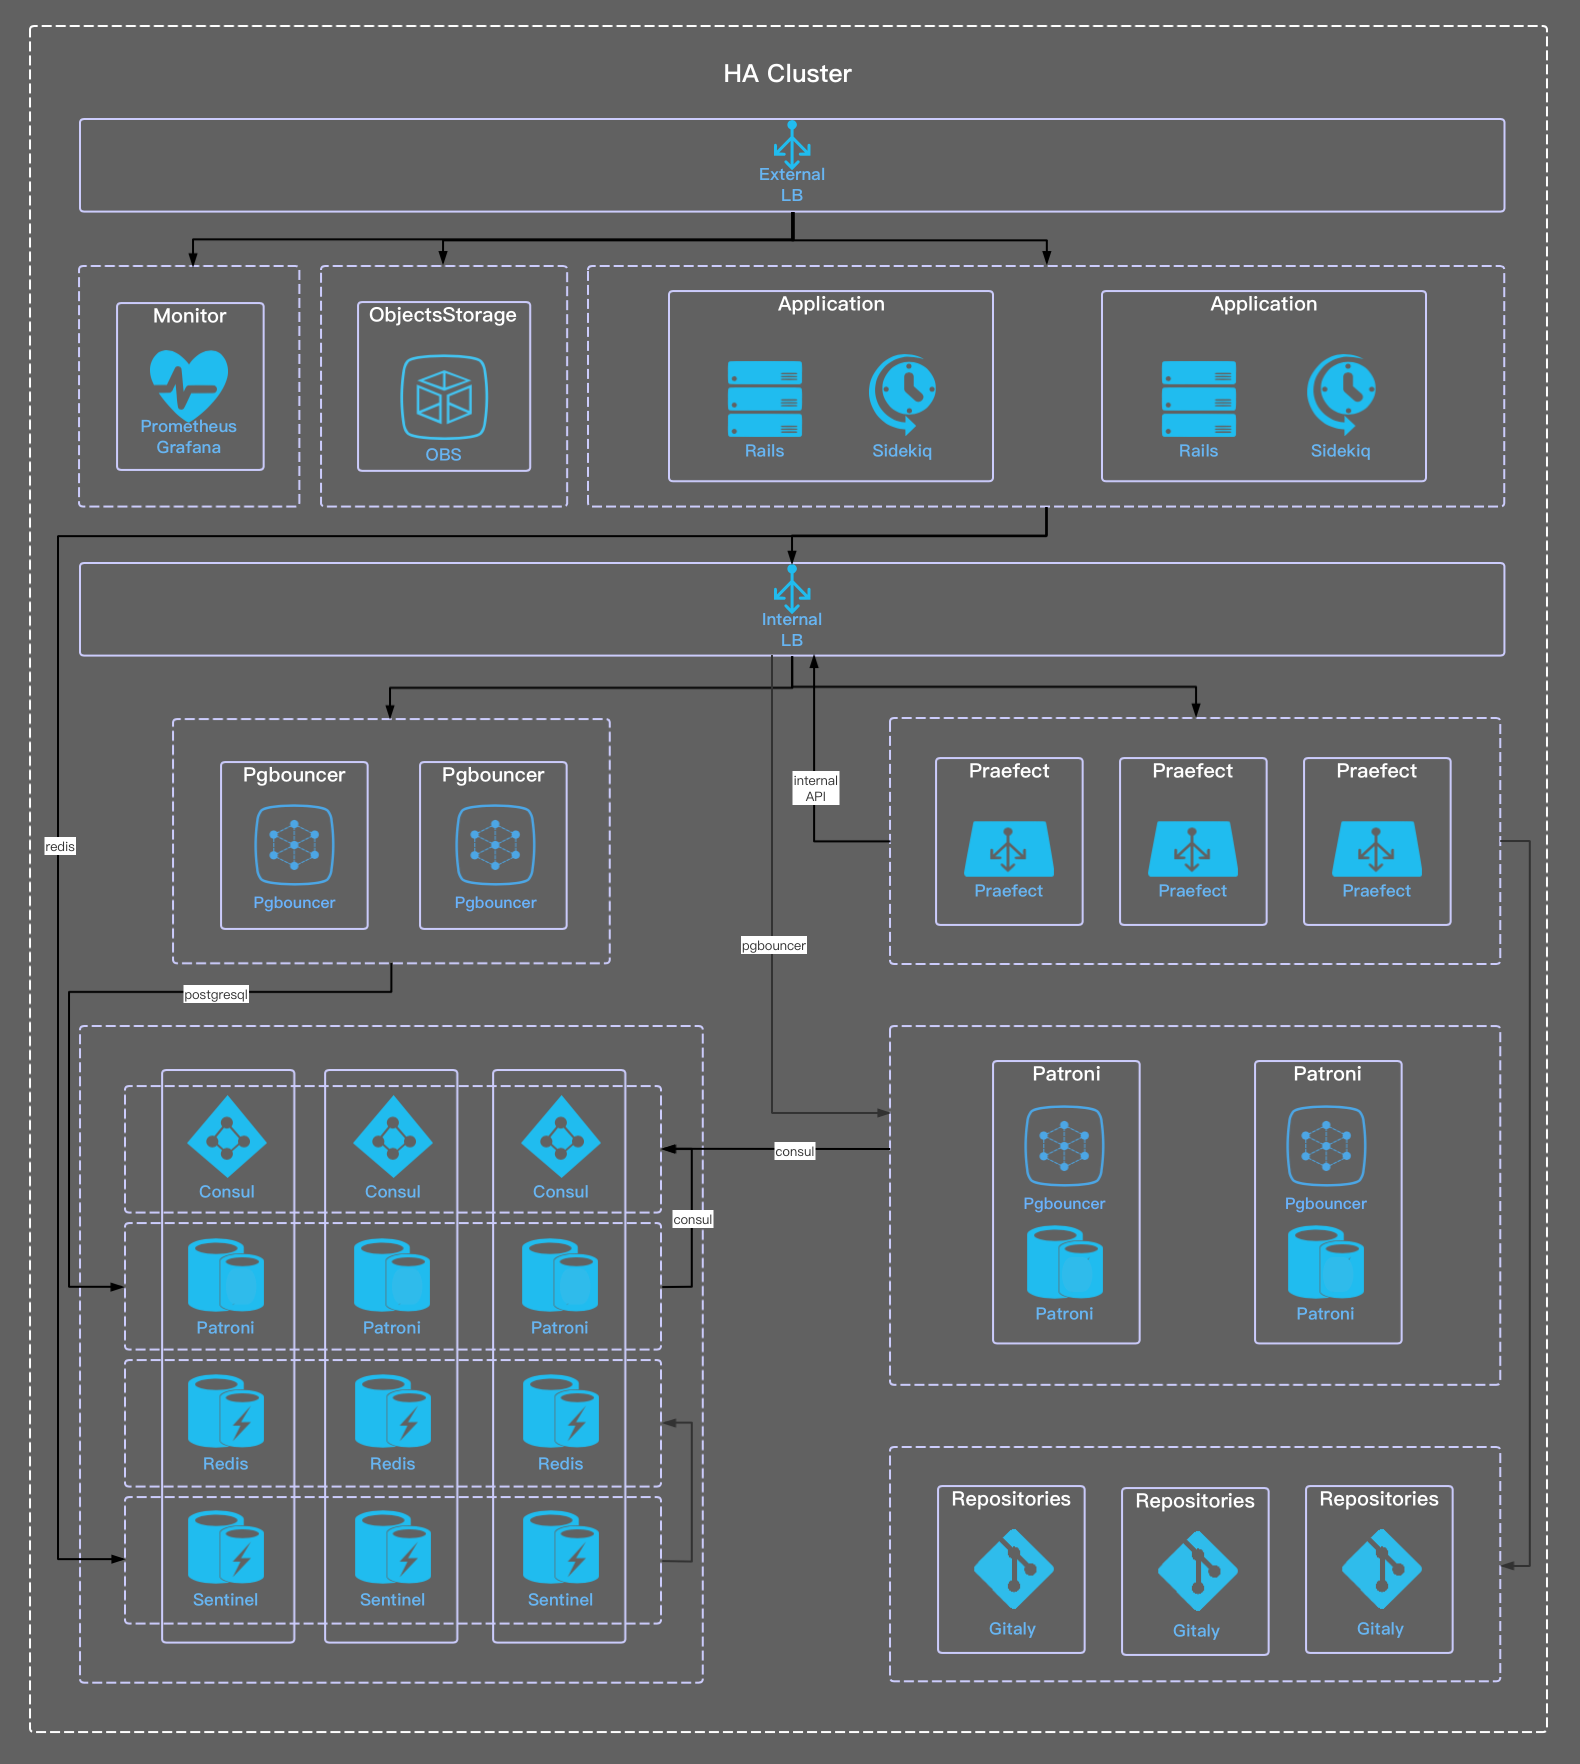 HA Cluster
External
LB
Monitor
Prometheus
Grafana
ObjectsStorage
OBS
Application
Rails
Sidekiq
Application
Rails
Sidekiq
Internal
LB
redis
internal
API
pgbouncer
Pgbouncer
Pgbouncer
Pgbouncer
Pgbouncer
Praefect
Praefect
Praefect
Praefect
Praefect
Praefect
postgresql
consul
consul
Consul
Consul
Consul
Patroni
Patroni
Patroni
Redis
Redis
Redis
Sentinel
Sentinel
Sentinel
Patroni
Pgbouncer
Patroni
Patroni
Pgbouncer
Patroni
Repositories
Gitaly
Repositories
Gitaly
Repositories
Gitaly